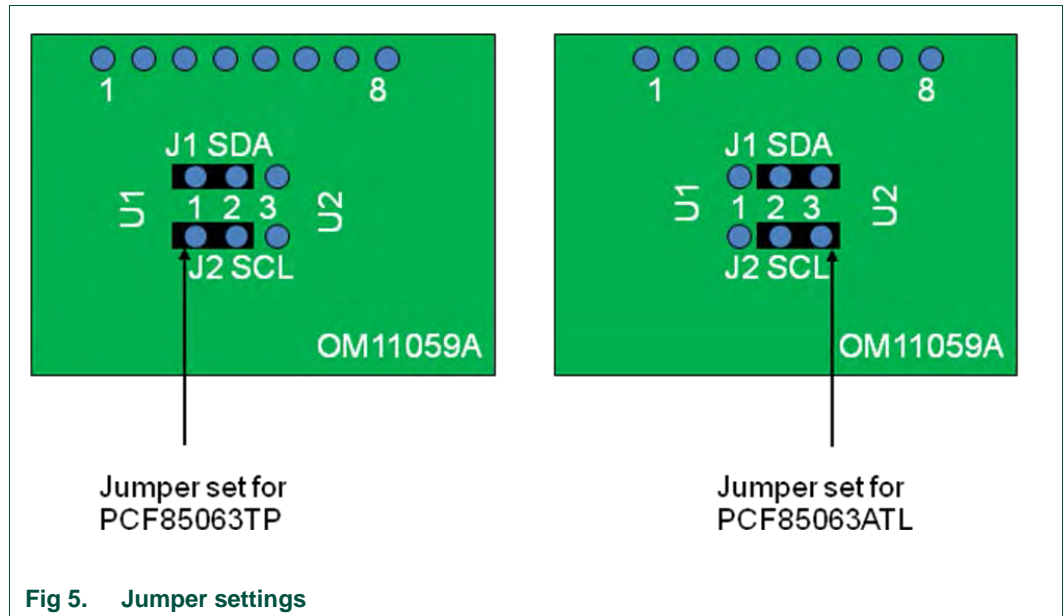 1 8
J1 SDA
U1
1 2 3
U2
J2 SCL
OM11059A
Jumper set for
PCF85063TP
1 8
J1 SDA
U1
1 2 3
U2
J2 SCL
OM11059A
Jumper set for
PCF85063ATL
Fig 5. Jumper settings